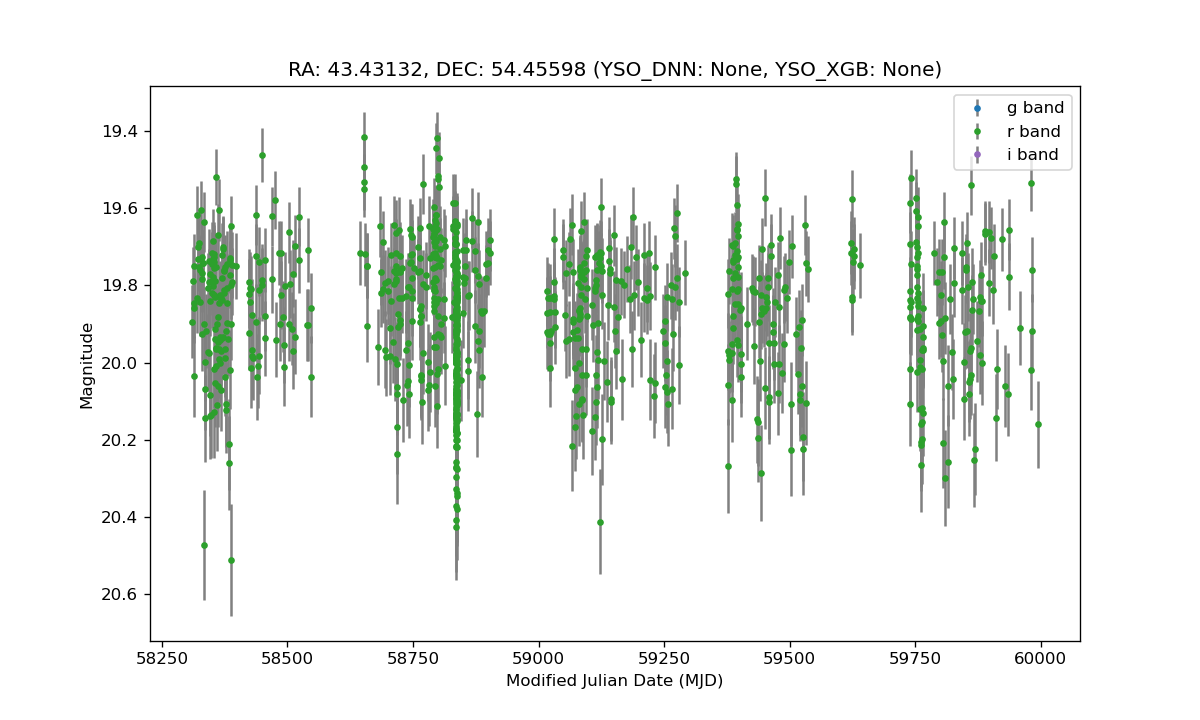 RA: 43.43132, DEC: 54.45598 (YSO_DNN: None, YSO_XGB: None)
g band
r band
i band
19.4
19.6
19.8
20.0
20.2
20.4
20.6
Magnitude
58250 58500 58750 59000 59250 59500 59750 60000
Modified Julian Date (MJD)